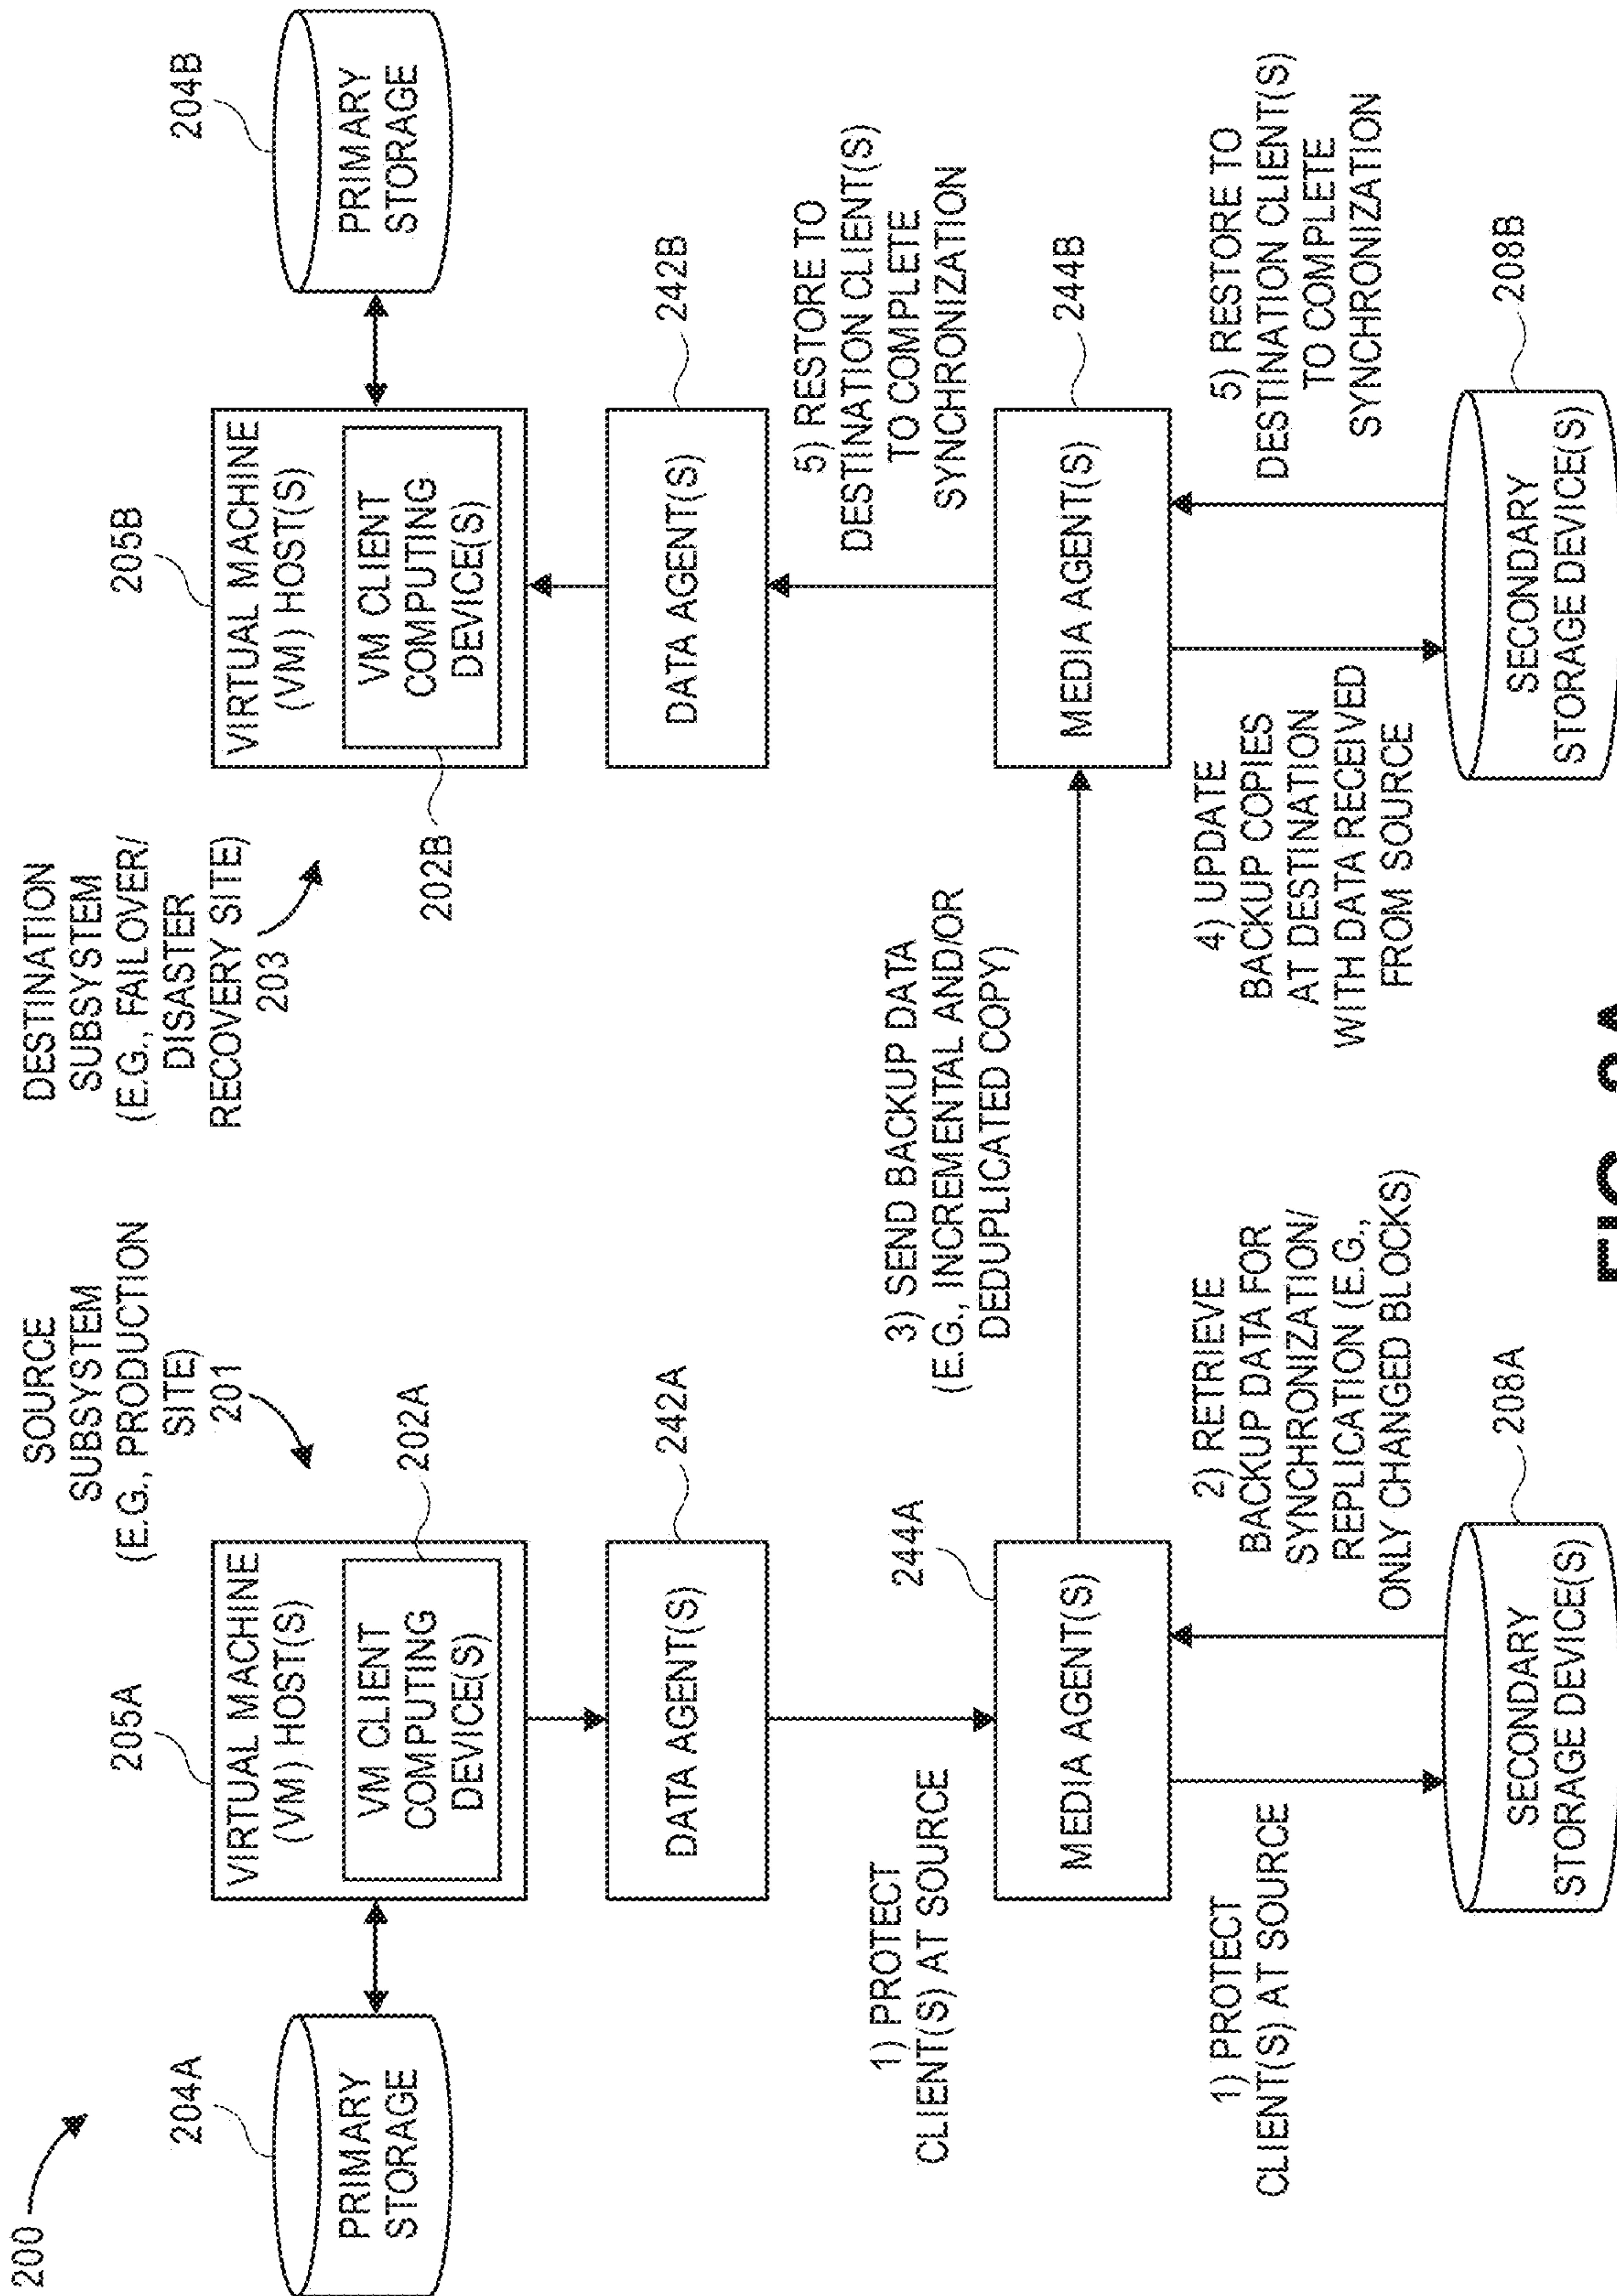 200
SOURCE
SUBSYSTEM
(E.G., PRODUCTION
SITE)
201
DESTINATION
SUBSYSTEM
(E.G., FAILOVER/
DISASTER
RECOVERY SITE)
203
204A
PRIMARY
STORAGE
205A
VIRTUAL MACHINE
(VM) HOST(S)
VM CLIENT
COMPUTING
DEVICE(S)
202A
205B
VIRTUAL MACHINE
(VM) HOST(S)
VM CLIENT
COMPUTING
DEVICE(S)
202B
204B
PRIMARY
STORAGE
DATA AGENT(S)
242A
DATA AGENT(S)
242B
1) PROTECT
CLIENT(S) AT SOURCE
3) SEND BACKUP DATA
(E.G., INCREMENTAL AND/OR
DEDUPLICATED COPY)
5) RESTORE TO
DESTINATION CLIENT(S)
TO COMPLETE
SYNCHRONIZATION
244A
MEDIA AGENT(S)
MEDIA AGENT(S)
244B
1) PROTECT
CLIENT(S) AT SOURCE
2) RETRIEVE
BACKUP DATA FOR
SYNCHRONIZATION/
REPLICATION (E.G.,
ONLY CHANGED BLOCKS)
4) UPDATE
BACKUP COPIES
AT DESTINATION
WITH DATA RECEIVED
FROM SOURCE
5) RESTORE TO
DESTINATION CLIENT(S)
TO COMPLETE
SYNCHRONIZATION
SECONDARY
STORAGE DEVICE(S)
208A
SECONDARY
STORAGE DEVICE(S)
208B